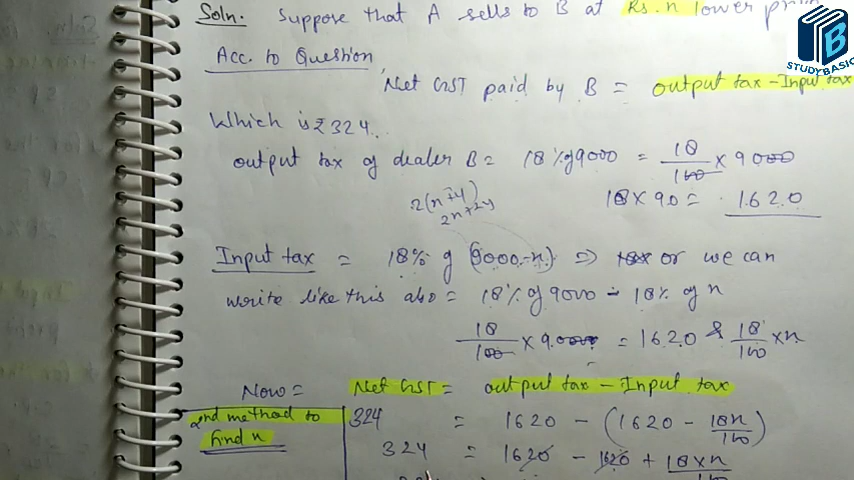 Soln. Suppose that A sells to B at Rs. n lower pri
Acc. to Question,
Net GST paid by B = output tax - Input tax
Which is ₹324..
output tax of dealer B = 18% of 9000 = 18/100 × 9000
18 × 90 = 1620
2(x+y)
2x+2y
Input tax = 18% of (9000 - n) ⇒ or we can
write like this also = 18% of 9000 - 18% of n
18/100 × 9000 = 1620 & 18/100 × n
Now = Net GST = output tax - Input tax
2nd method to find n
324 = 1620 - (1620 - 18n/100)
324 = 1620 - 1620 + 18×n/100
B
STUDYBASIC